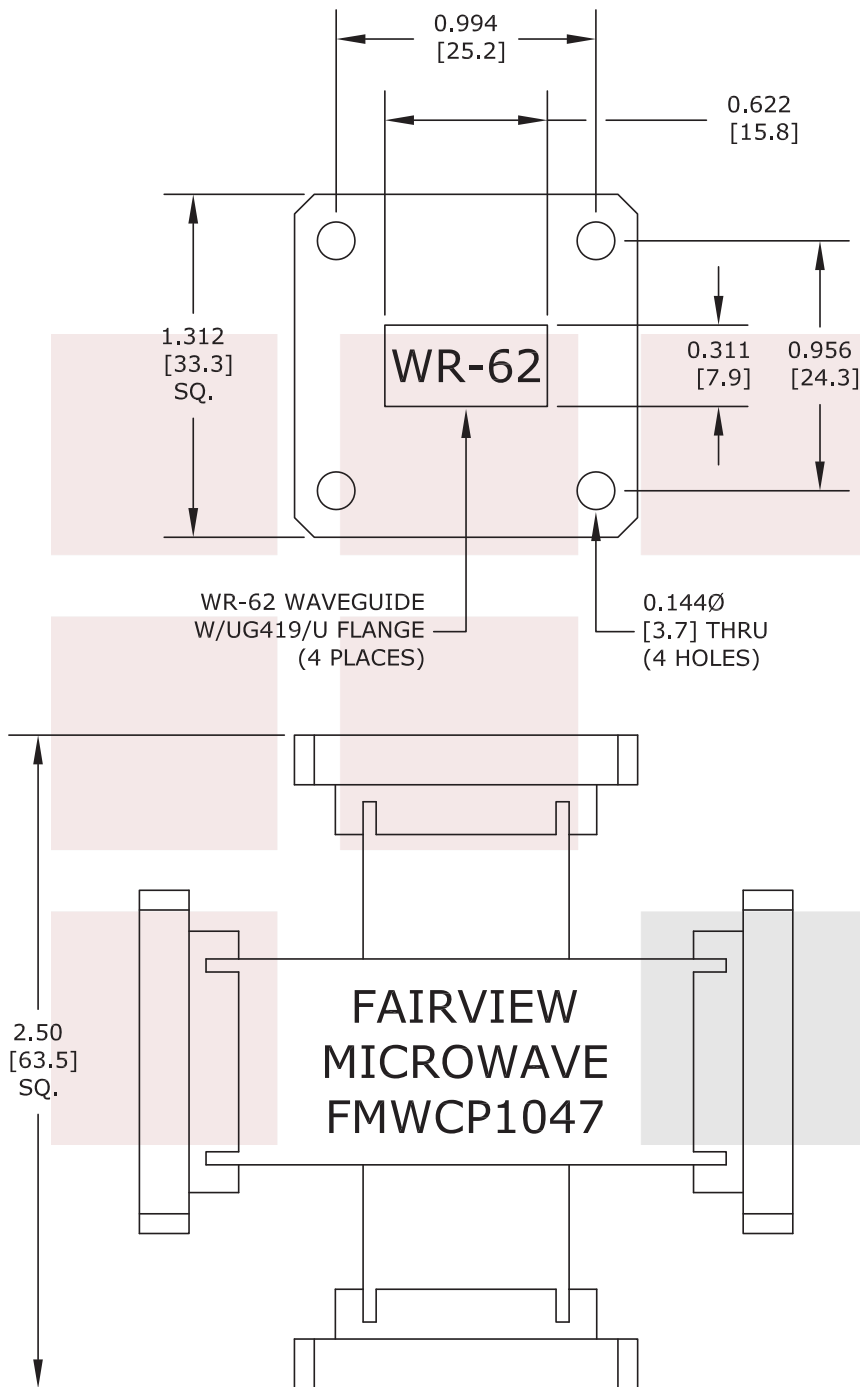 0.994
[25.2]
0.622
[15.8]
1.312
[33.3]
SQ.
WR-62
0.311
[7.9]
0.956
[24.3]
WR-62 WAVEGUIDE
W/UG419/U FLANGE
(4 PLACES)
0.144Ø
[3.7] THRU
(4 HOLES)
2.50
[63.5]
SQ.
FAIRVIEW
MICROWAVE
FMWCP1047